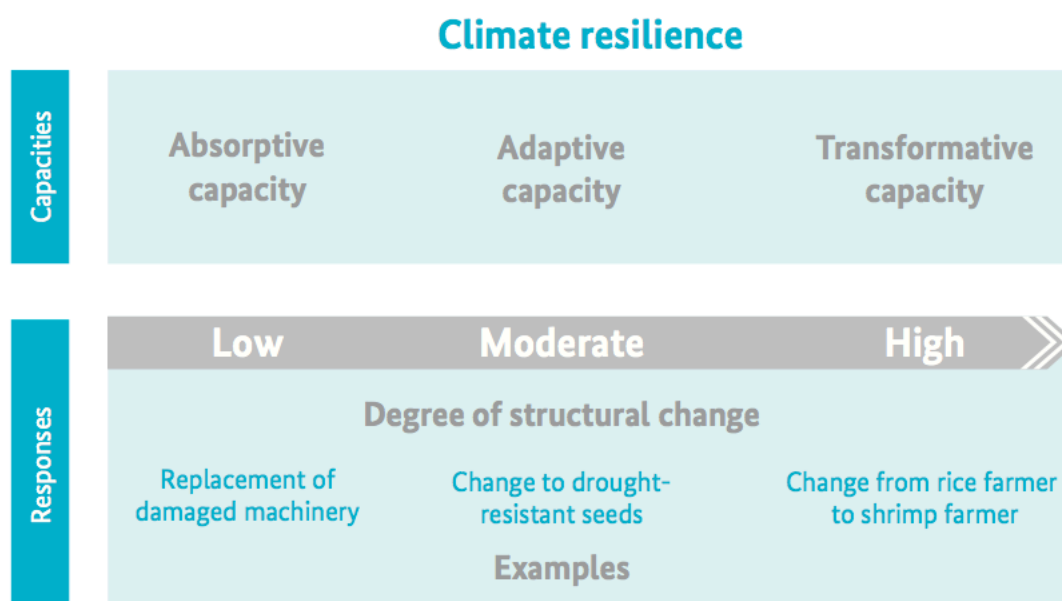 Climate resilience
Capacities
Absorptive
capacity
Adaptive
capacity
Transformative
capacity
Responses
Low
Moderate
High
Degree of structural change
Replacement of
damaged machinery
Change to drought-
resistant seeds
Change from rice farmer
to shrimp farmer
Examples